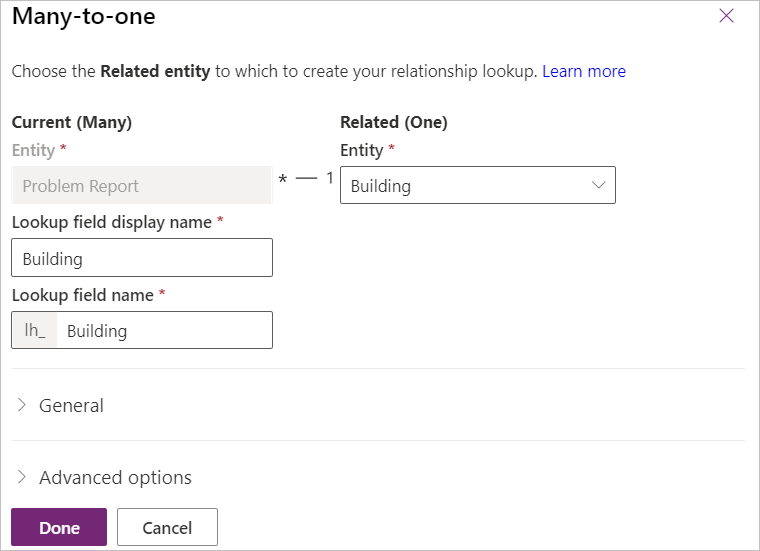 Many-to-one
Choose the Related entity to which to create your relationship lookup. Learn more
Current (Many)
Related (One)
Entity *
Entity *
Problem Report
* — 1
Building
Lookup field display name *
Building
Lookup field name *
lh_ Building
General
Advanced options
Done
Cancel